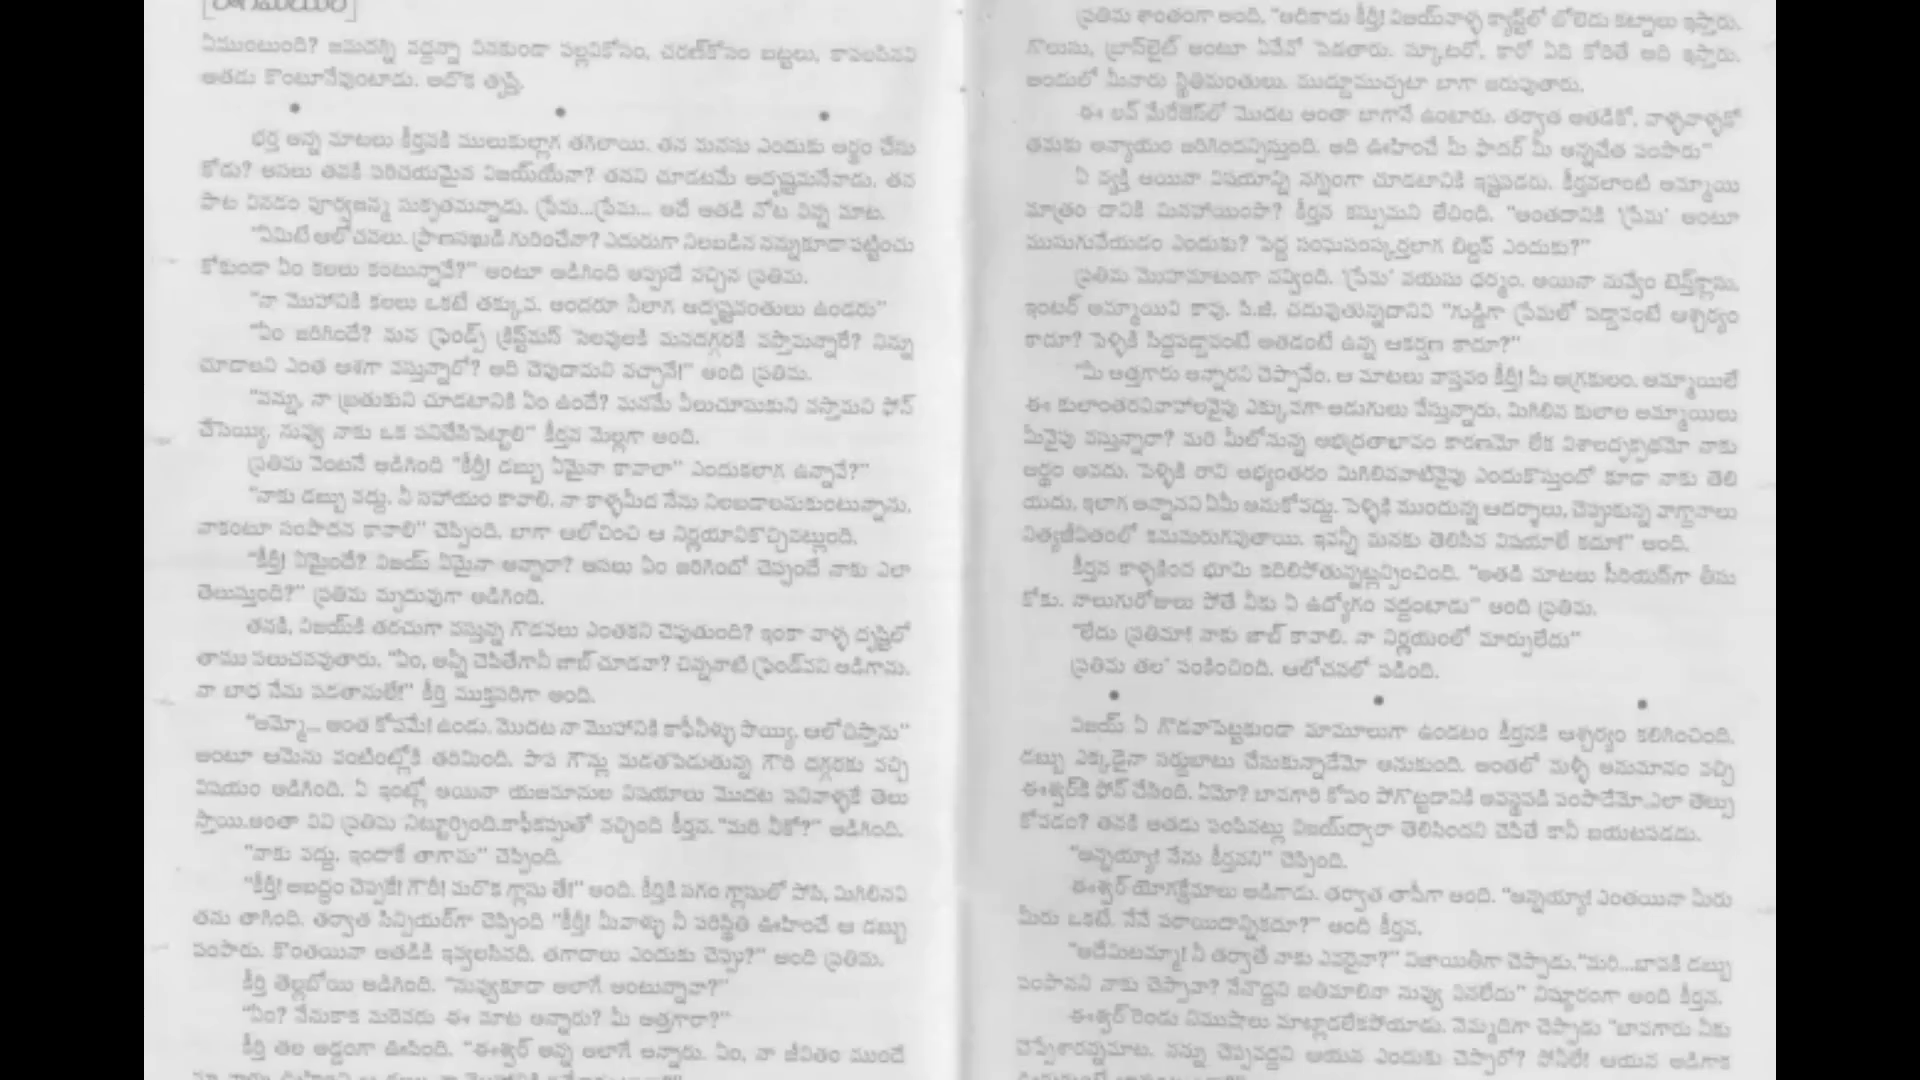 ఏముంటుంది? జమదగ్ని వద్దన్నా వినకుండా పల్లవికోసం, చరణ్‌కోసం బట్టలు, కావలసినవి
అతడు కొంటూనేవుంటాడు. అదొక తృప్తి.
భర్త అన్న మాటలు కీర్తనకి ములుకుల్లాగ తగిలాయి. తన మనసు ఎందుకు అర్థం చేసు
కోడు? అసలు తనకి పరిచయమైన విజయ్‌యేనా? తనని చూడటమే అదృష్టమనేవాడు. తన
పాట వినడం పూర్వజన్మ సుకృతమన్నాడు. ప్రేమ...ప్రేమ... అదే అతడి నోట విన్న మాట.
"ఏమిటే ఆలోచనలు. ప్రాణసఖుడి గురించేనా? ఎదురుగా నిలబడిన నన్నుకూడా పట్టించు
కోకుండా ఏం కలలు కంటున్నావే?" అంటూ అడిగింది అప్పుడే వచ్చిన ప్రతిమ.
"నా మొహానికి కలలు ఒకటే తక్కువ. అందరూ నీలాగ అదృష్టవంతులు ఉండరు"
"ఏం జరిగిందే? మన ఫ్రెండ్స్ క్రిస్ట్‌మస్ సెలవులకి మనదగ్గరకి వస్తామన్నారే? నిన్ను
చూడాలని ఎంత ఆశగా వస్తున్నారో? అది చెపుదామని వచ్చానే!" అంది ప్రతిమ.
"నన్ను, నా బ్రతుకుని చూడటానికి ఏం ఉందే? మనమే వీలుచూసుకుని వస్తామని ఫోన్
చేసెయ్యి. నువ్వు నాకు ఒక పనిచేసిపెట్టాలి" కీర్తన మెల్లగా అంది.
ప్రతిమ వెంటనే అడిగింది "కీర్తీ! డబ్బు ఏమైనా కావాలా" ఎందుకలాగ ఉన్నావే?"
"నాకు డబ్బు వద్దు. నీ సహాయం కావాలి. నా కాళ్ళమీద నేను నిలబడాలనుకుంటున్నాను.
నాకంటూ సంపాదన కావాలి" చెప్పింది. బాగా ఆలోచించి ఆ నిర్ణయానికొచ్చినట్లుంది.
"కీర్తీ! ఏమైందే? విజయ్ ఏమైనా అన్నారా? అసలు ఏం జరిగిందో చెప్పందే నాకు ఎలా
తెలుస్తుంది?" ప్రతిమ మృదువుగా అడిగింది.
తనకి, విజయ్‌కి తరచుగా వస్తున్న గొడవలు ఎంతకని చెపుతుంది? ఇంకా వాళ్ళ దృష్టిలో
తాము పలుచనవుతారు. "ఏం, అన్నీ చెపితేగానీ జాబ్ చూడవా? చిన్ననాటి ఫ్రెండ్‌వని అడిగాను.
నా బాధ నేను పడతానులే!" కీర్తి ముక్తసరిగా అంది.
"అమ్మో... అంత కోపమే! ఉండు. మొదట నా మొహానికి కాఫీనీళ్ళు పొయ్యి. ఆలోచిస్తాను"
అంటూ ఆమెను వంటింట్లోకి తరిమింది. పాప గౌన్లు మడతపెడుతున్న గౌరి దగ్గరకు వచ్చి
విషయం అడిగింది. ఏ ఇంట్లో అయినా యజమానుల విషయాలు మొదట పనివాళ్ళకే తెలు
స్తాయి.అంతా విని ప్రతిమ నిట్టూర్చింది.కాఫీకప్పుతో వచ్చింది కీర్తన."మరి నీకో?" అడిగింది.
"నాకు వద్దు. ఇందాకే తాగాను" చెప్పింది.
"కీర్తీ! అబద్ధం చెప్పకే! గౌరీ! మరొక గ్లాసు తే!" అంది. కీర్తికి సగం గ్లాసులో పోసి, మిగిలినవి
తను తాగింది. తర్వాత సిన్సియర్‌గా చెప్పింది "కీర్తీ! మీవాళ్ళు నీ పరిస్థితి ఊహించే ఆ డబ్బు
పంపారు. కొంతయినా అతడికి ఇవ్వలసినది. తగాదాలు ఎందుకు చెప్పు?" అంది ప్రతిమ.
కీర్తి తెల్లబోయి అడిగింది. "నువ్వుకూడా అలాగే అంటున్నావా?"
"ఏం? నేనుకాక మరెవరు ఈ మాట అన్నారు? మీ అత్తగారా?"
కీర్తి తల అడ్డంగా ఊపింది. "ఈశ్వర్ అన్న అలాగే అన్నారు. ఏం, నా జీవితం ముందే
ప్రతిమ శాంతంగా అంది. "అదికాదు కీర్తీ! విజయ్‌వాళ్ళ క్యాస్ట్‌లో బోలెడు కట్నాలు ఇస్తారు.
గొలుసు, బ్రాస్‌లైట్ అంటూ ఏవేవో పెడతారు. స్కూటరో, కారో ఏది కోరితే అది ఇస్తారు.
అందులో మీనారు స్థితిమంతులు. ముద్దూముచ్చటా బాగా జరుపుతారు.
ఈ లవ్ మేరేజెస్‌లో మొదట అంతా బాగానే ఉంటారు. తర్వాత అతడికో, వాళ్ళవాళ్ళకో
తమకు అన్యాయం జరిగిందన్పిస్తుంది. అది ఊహించే మీ ఫాదర్ మీ అన్నచేత పంపారు"
ఏ వ్యక్తీ అయినా విషయాన్ని నగ్నంగా చూడటానికి ఇష్టపడరు. కీర్తనలాంటి అమ్మాయి
మాత్రం దానికి మినహాయింపా? కీర్తన కస్సుమని లేచింది. "అంతదానికి 'ప్రేమ' అంటూ
ముసుగువేయడం ఎందుకు? పెద్ద సంఘసంస్కర్తలాగ బిల్డప్ ఎందుకు?"
ప్రతిమ మొహమాటంగా నవ్వింది. 'ప్రేమ' వయసు ధర్మం. అయినా నువ్వేం టెన్త్‌క్లాసు,
ఇంటర్ అమ్మాయివి కావు. పి.జి. చదువుతున్నదానివి "గుడ్డిగా ప్రేమలో పడ్డావంటే ఆశ్చర్యం
కాదూ? పెళ్ళికి సిద్ధపడ్డావంటే అతడంటే ఉన్న ఆకర్షణ కాదూ?"
"మీ అత్తగారు అన్నారని చెప్పావేం. ఆ మాటలు వాస్తవం కీర్తీ! మీ అగ్రకులం. అమ్మాయిలే
ఈ కులాంతరవివాహాలవైపు ఎక్కువగా అడుగులు వేస్తున్నారు. మిగిలిన కులాల అమ్మాయిలు
మీవైపు వస్తున్నారా? మరి మీలోనున్న అభద్రతాభావం కారణమో లేక విశాలదృక్పథమో నాకు
అర్థం అవదు. పెళ్ళికి రాని అభ్యంతరం మిగిలినవాటివైపు ఎందుకొస్తుందో కూడా నాకు తెలి
యదు. ఇలాగ అన్నానని ఏమీ అనుకోవద్దు. పెళ్ళికి ముందున్న ఆదర్శాలు, చెప్పుకున్న వాగ్దానాలు
నిత్యజీవితంలో కనుమరుగవుతాయి. ఇవన్నీ మనకు తెలిసిన విషయాలే కదూ!" అంది.
కీర్తన కాళ్ళకింద భూమి కదిలిపోతున్నట్లన్పించింది. "అతడి మాటలు సీరియస్‌గా తీసు
కోకు. నాలుగురోజులు పోతే నీకు ఏ ఉద్యోగం వద్దంటాడు" అంది ప్రతిమ.
"లేదు ప్రతిమా! నాకు జాబ్ కావాలి. నా నిర్ణయంలో మార్పులేదు"
ప్రతిమ తల పంకించింది. ఆలోచనలో పడింది.
విజయ్ ఏ గొడవాపెట్టకుండా మామూలుగా ఉండటం కీర్తనకి ఆశ్చర్యం కలిగించింది.
డబ్బు ఎక్కడైనా సర్దుబాటు చేసుకున్నాడేమో అనుకుంది. అంతలో మళ్ళీ అనుమానం వచ్చి
ఈశ్వర్‌కి ఫోన్ చేసింది. ఏమో? బావగారి కోపం పోగొట్టడానికి అవస్థపడి పంపాడేమో.ఎలా తెల్సు
కోవడం? తనకి అతడు పంపినట్లు విజయ్‌ద్వారా తెలిసిందని చెపితే కానీ బయటపడడు.
"అన్నయ్యా! నేను కీర్తనని" చెప్పింది.
ఈశ్వర్ యోగక్షేమాలు అడిగాడు. తర్వాత తాపీగా అంది. "అన్నయ్యా! ఎంతయినా మీరు
మీరు ఒకటే. నేనే పరాయిదాన్నికదూ?" అంది కీర్తన.
"అదేమిటమ్మా! నీ తర్వాతే నాకు ఎవరైనా?" నిజాయితీగా చెప్పాడు."మరి...బావకి డబ్బు
పంపానని నాకు చెప్పావా? నేనొద్దని బతిమాలినా నువ్వు వినలేదు" నిష్ఠూరంగా అంది కీర్తన.
ఈశ్వర్ రెండు నిముషాలు మాట్లాడలేకపోయాడు. నెమ్మదిగా చెప్పాడు "బావగారు నీకు
చెప్పేశారన్నమాట. నన్ను చెప్పవద్దని ఆయన ఎందుకు చెప్పారో? పోనీలే! ఆయన అడిగాక